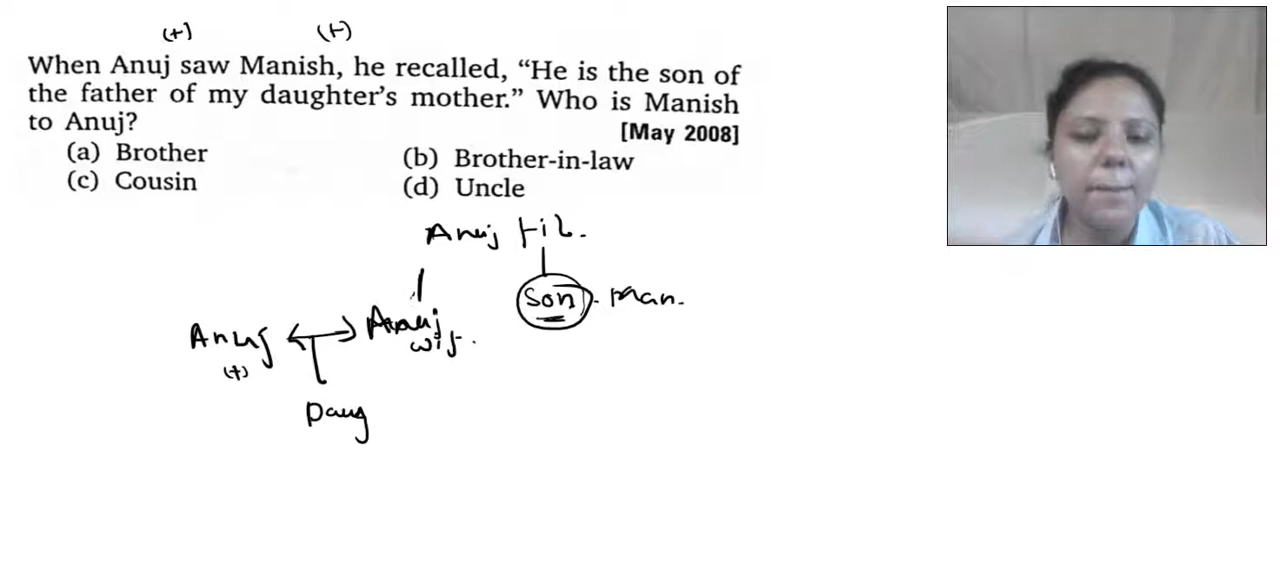 (+) (+)
When Anuj saw Manish, he recalled, “He is the son of
the father of my daughter’s mother.” Who is Manish
to Anuj? [May 2008]
(a) Brother (b) Brother-in-law
(c) Cousin (d) Uncle
Anuj fil.
Son - Man.
Anuj Anuj
(+) wif.
Daug